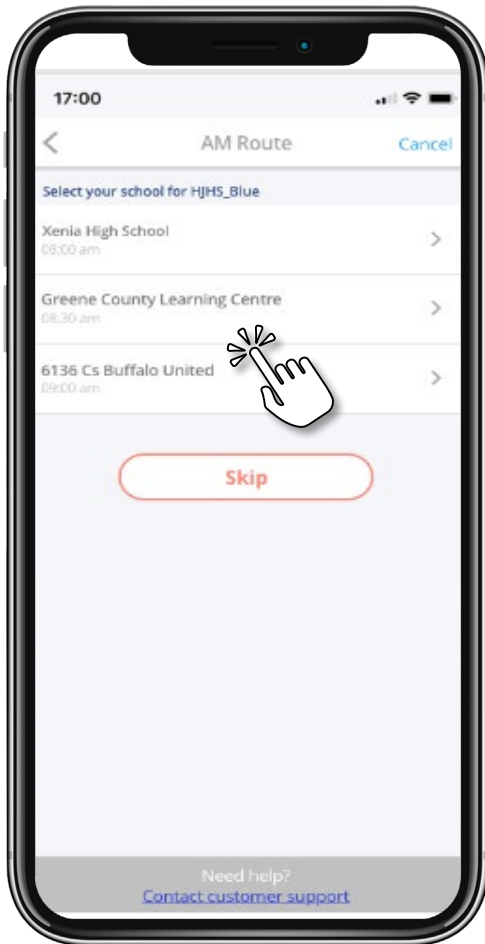 17:00
AM Route
Cancel
Select your school for HJHS_Blue
Xenia High School
08:00 am
Greene County Learning Centre
08:30 am
6136 Cs Buffalo United
09:00 am
Skip
Need help?
Contact customer support